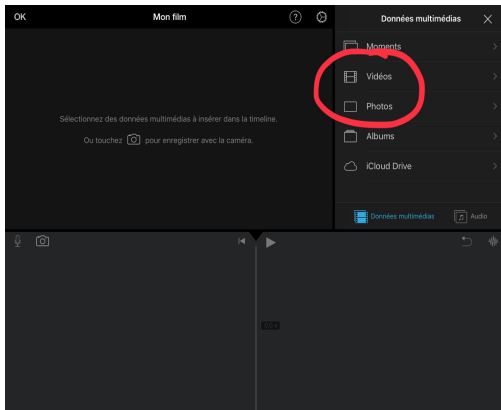 OK
Mon film
?
Données multimédias
Moments
Vidéos
Photos
Albums
iCloud Drive
Sélectionnez des données multimédias à insérer dans la timeline.
Ou touchez pour enregistrer avec la caméra.
Données multimédias
Audio